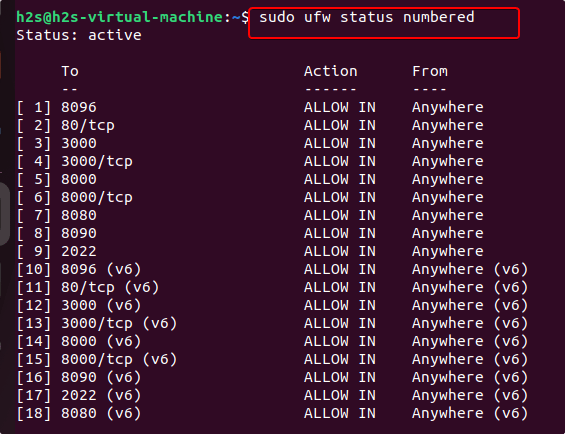 h2s@h2s-virtual-machine:~$ sudo ufw status numbered
Status: active
To Action From
-- ------ ----
[ 1] 8096 ALLOW IN Anywhere
[ 2] 80/tcp ALLOW IN Anywhere
[ 3] 3000 ALLOW IN Anywhere
[ 4] 3000/tcp ALLOW IN Anywhere
[ 5] 8000 ALLOW IN Anywhere
[ 6] 8000/tcp ALLOW IN Anywhere
[ 7] 8080 ALLOW IN Anywhere
[ 8] 8090 ALLOW IN Anywhere
[ 9] 2022 ALLOW IN Anywhere
[10] 8096 (v6) ALLOW IN Anywhere (v6)
[11] 80/tcp (v6) ALLOW IN Anywhere (v6)
[12] 3000 (v6) ALLOW IN Anywhere (v6)
[13] 3000/tcp (v6) ALLOW IN Anywhere (v6)
[14] 8000 (v6) ALLOW IN Anywhere (v6)
[15] 8000/tcp (v6) ALLOW IN Anywhere (v6)
[16] 8090 (v6) ALLOW IN Anywhere (v6)
[17] 2022 (v6) ALLOW IN Anywhere (v6)
[18] 8080 (v6) ALLOW IN Anywhere (v6)